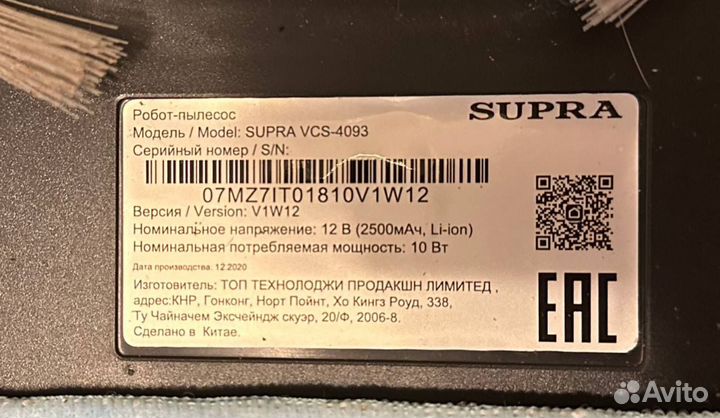 SUPRA
Робот-пылесос
Модель / Model: SUPRA VCS-4093
Серийный номер / S/N:
07MZ7IT01810V1W12
Версия / Version: V1W12
Номинальное напряжение: 12 В (2500мАч, Li-ion)
Номинальная потребляемая мощность: 10 Вт
Дата производства: 12.2020
Изготовитель: ТОП ТЕХНОЛОДЖИ ПРОДАКШН ЛИМИТЕД ,
адрес:КНР, Гонконг, Норт Пойнт, Хо Кингз Роуд, 338,
Ту Чайначем Эксчейндж скуэр, 20/Ф, 2006-8.
Сделано в Китае.
EAC
Avito